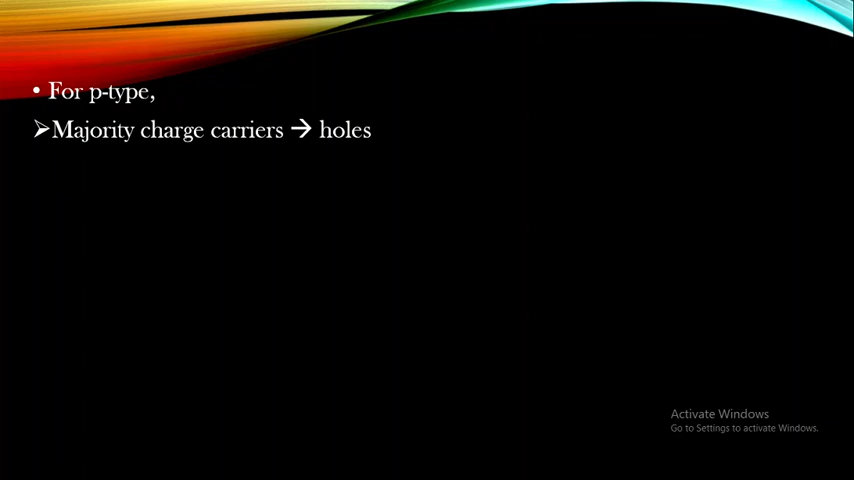 • For p-type,
➢Majority charge carriers → holes
Activate Windows
Go to Settings to activate Windows.